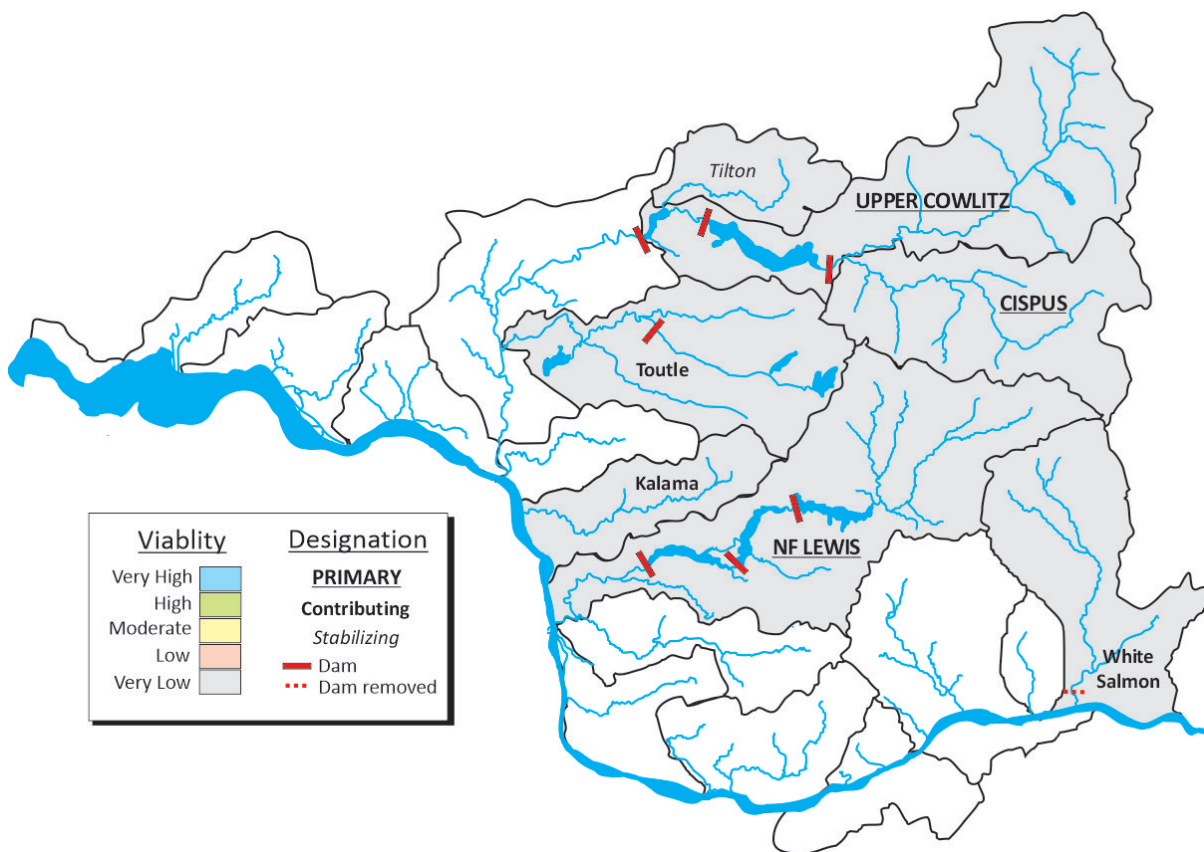 Tilton
UPPER COWLITZ
CISPUS
Toutle
Kalama
NF LEWIS
White
Salmon
Viablity
Very High
High
Moderate
Low
Very Low
Designation
PRIMARY
Contributing
Stabilizing
Dam
Dam removed